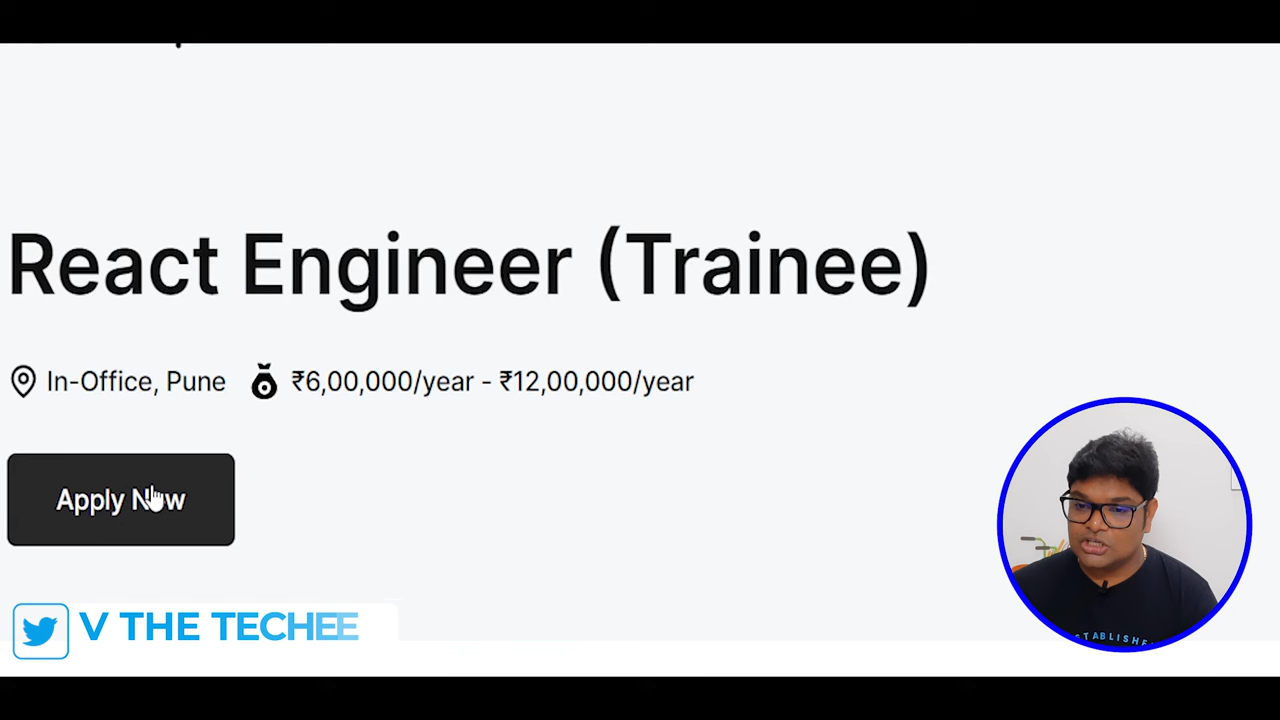 React Engineer (Trainee)
In-Office, Pune ₹6,00,000/year - ₹12,00,000/year
Apply Now
V THE TECHEE